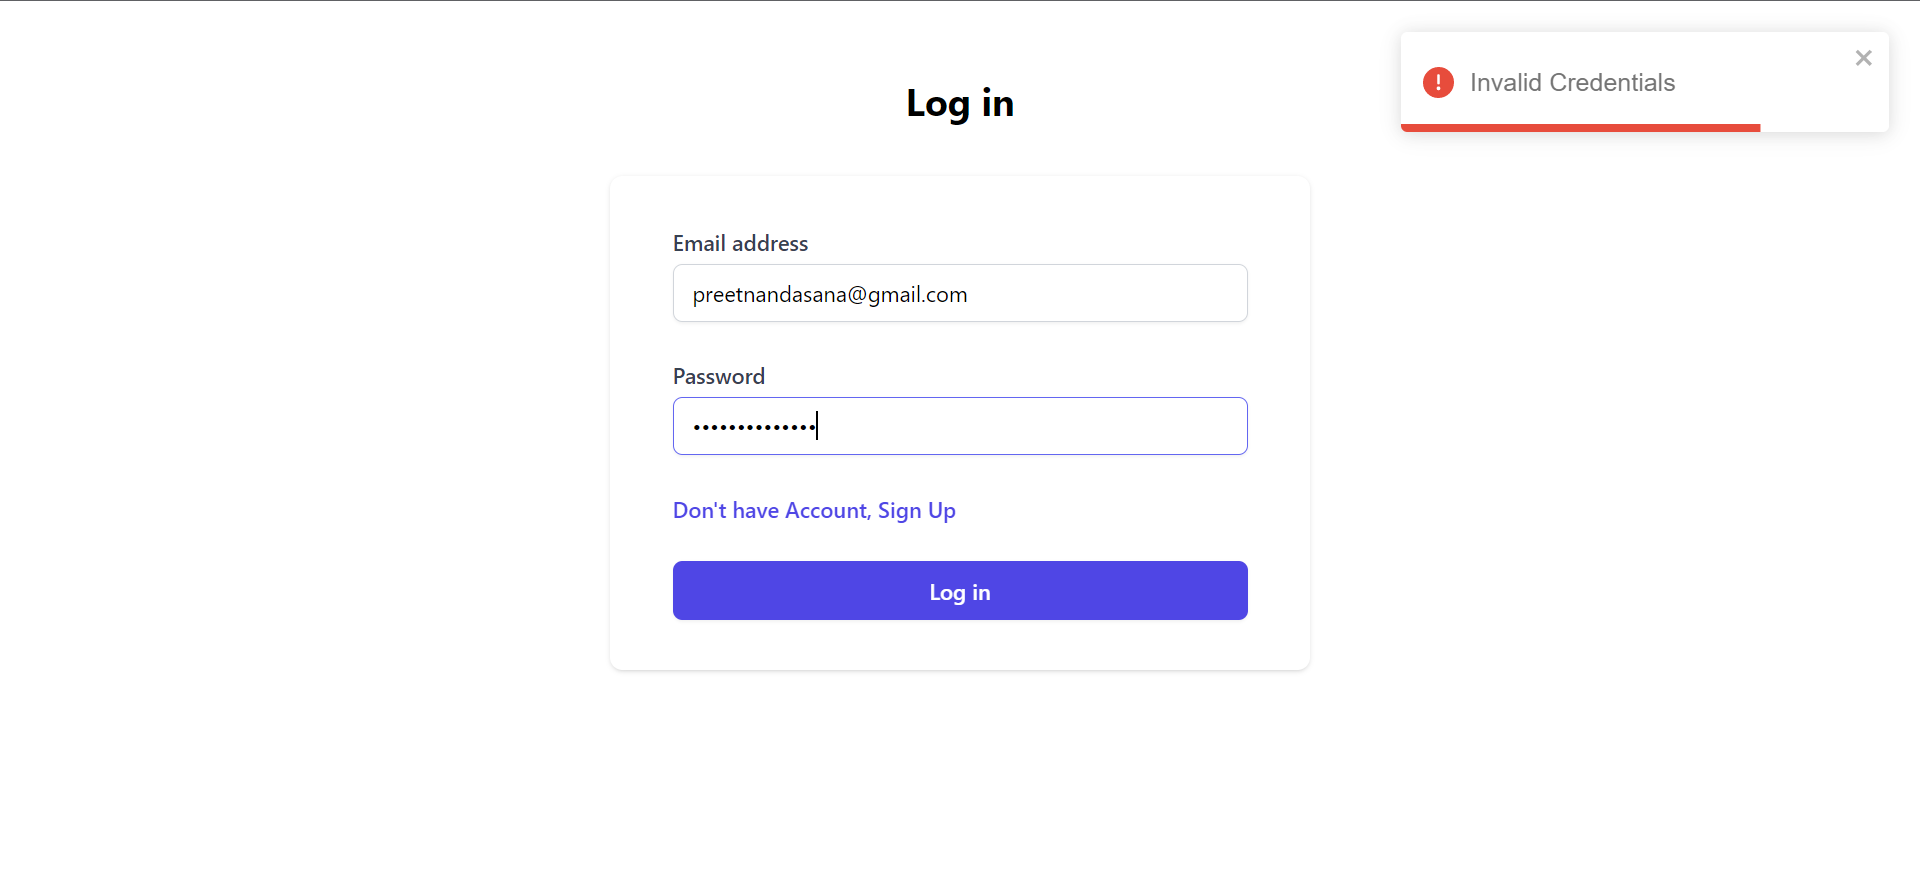 Invalid Credentials
Log in
Email address
preetnandasana@gmail.com
Password
••••••••••••••
Don't have Account, Sign Up
Log in